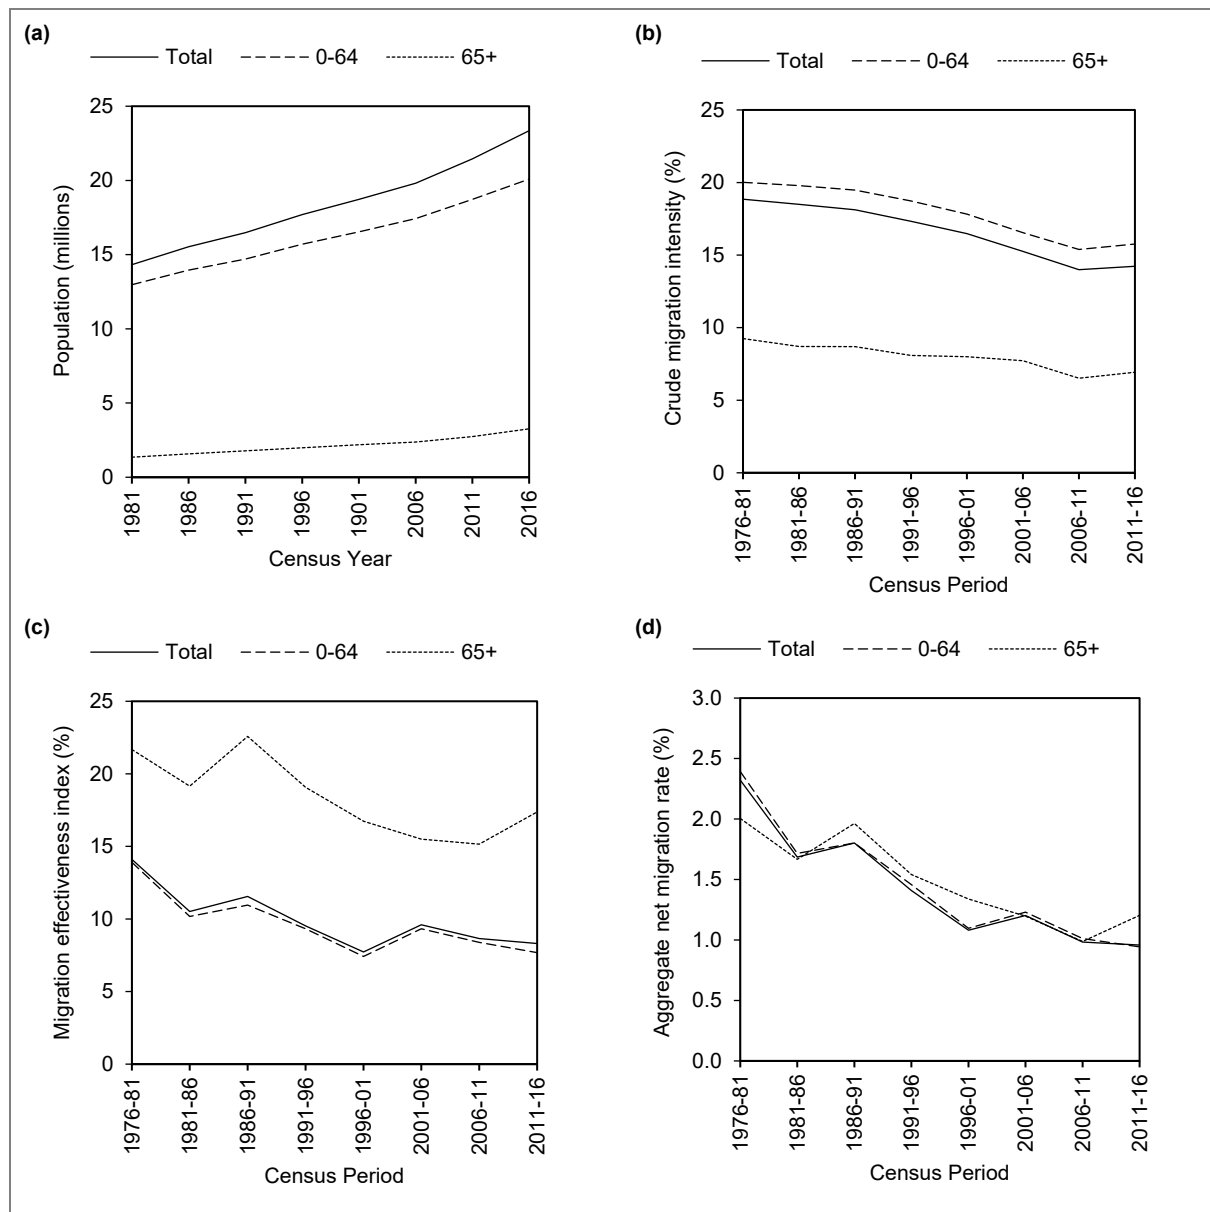 (a)
Total 0-64 65+
Population (millions)
25
20
15
10
5
0
1981 1986 1991 1996 1901 2006 2011 2016
Census Year
(b)
Total 0-64 65+
Crude migration intensity (%)
25
20
15
10
5
0
1976-81 1981-86 1986-91 1991-96 1996-01 2001-06 2006-11 2011-16
Census Period
(c)
Total 0-64 65+
Migration effectiveness index (%)
25
20
15
10
5
0
1976-81 1981-86 1986-91 1991-96 1996-01 2001-06 2006-11 2011-16
Census Period
(d)
Total 0-64 65+
Aggregate net migration rate (%)
3.0
2.5
2.0
1.5
1.0
0.5
0.0
1976-81 1981-86 1986-91 1991-96 1996-01 2001-06 2006-11 2011-16
Census Period